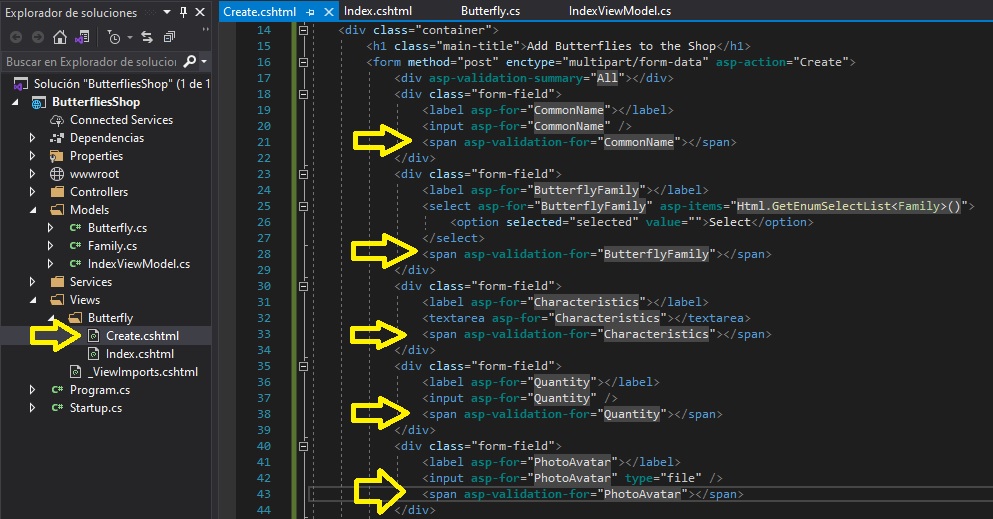 Explorador de soluciones
Buscar en Explorador de solucion
Solución "ButterfliesShop" (1 de 1
ButterfliesShop
Connected Services
Dependencias
Properties
wwwroot
Controllers
Models
C# Butterfly.cs
C# Family.cs
C# IndexViewModel.cs
Services
Views
Butterfly
Create.cshtml
Index.cshtml
_ViewImports.cshtml
C# Program.cs
C# Startup.cs
Create.cshtml Index.cshtml Butterfly.cs IndexViewModel.cs
14 <div class="container">
15 <h1 class="main-title">Add Butterflies to the Shop</h1>
16 <form method="post" enctype="multipart/form-data" asp-action="Create">
17 <div asp-validation-summary="All"></div>
18 <div class="form-field">
19 <label asp-for="CommonName"></label>
20 <input asp-for="CommonName" />
21 <span asp-validation-for="CommonName"></span>
22 </div>
23 <div class="form-field">
24 <label asp-for="ButterflyFamily"></label>
25 <select asp-for="ButterflyFamily" asp-items="Html.GetEnumSelectList<Family>()">
26 <option selected="selected" value="">Select</option>
27 </select>
28 <span asp-validation-for="ButterflyFamily"></span>
29 </div>
30 <div class="form-field">
31 <label asp-for="Characteristics"></label>
32 <textarea asp-for="Characteristics"></textarea>
33 <span asp-validation-for="Characteristics"></span>
34 </div>
35 <div class="form-field">
36 <label asp-for="Quantity"></label>
37 <input asp-for="Quantity" />
38 <span asp-validation-for="Quantity"></span>
39 </div>
40 <div class="form-field">
41 <label asp-for="PhotoAvatar"></label>
42 <input asp-for="PhotoAvatar" type="file" />
43 <span asp-validation-for="PhotoAvatar"></span>
44 </div>